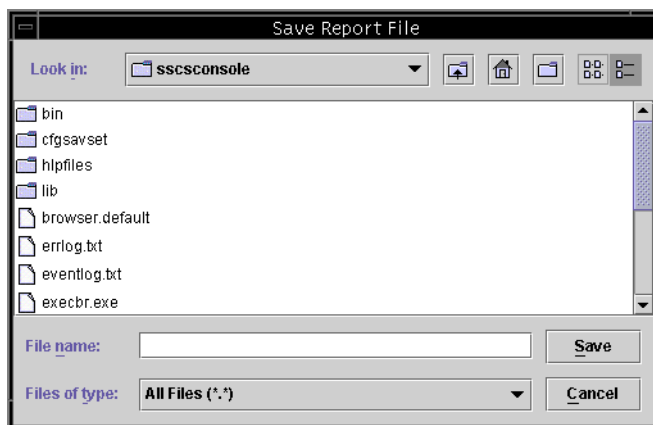 Save Report File
Look in:
sscsconsole
bin
cfgsavset
hlpfiles
lib
browser.default
errlog.txt
eventlog.txt
execbr.exe
File name:
Save
Files of type:
All Files (*.*)
Cancel